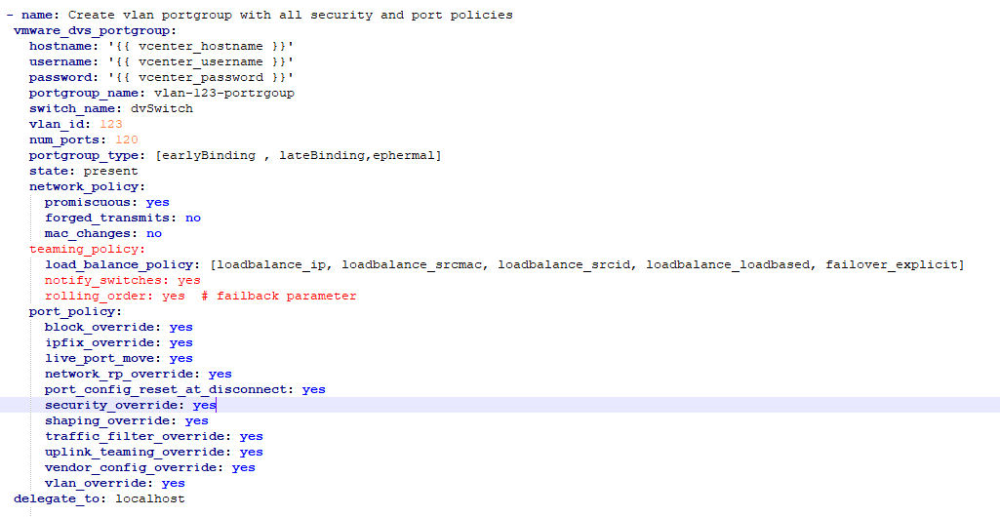 - name: Create vlan portgroup with all security and port policies
vmware_dvs_portgroup:
hostname: '{{ vcenter_hostname }}'
username: '{{ vcenter_username }}'
password: '{{ vcenter_password }}'
portgroup_name: vlan-123-portrgoup
switch_name: dvSwitch
vlan_id: 123
num_ports: 120
portgroup_type: [earlyBinding , lateBinding,ephermal]
state: present
network_policy:
promiscuous: yes
forged_transmits: no
mac_changes: no
teaming_policy:
load_balance_policy: [loadbalance_ip, loadbalance_srcmac, loadbalance_srcid, loadbalance_loadbased, failover_explicit]
notify_switches: yes
rolling_order: yes  # failback parameter
port_policy:
block_override: yes
ipfix_override: yes
live_port_move: yes
network_rp_override: yes
port_config_reset_at_disconnect: yes
security_override: yes
shaping_override: yes
traffic_filter_override: yes
uplink_teaming_override: yes
vendor_config_override: yes
vlan_override: yes
delegate_to: localhost